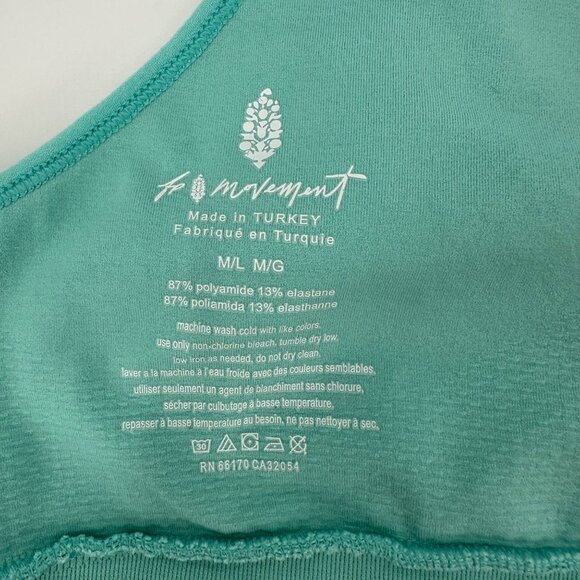 fp movement
Made in TURKEY
Fabriqué en Turquie
M/L M/G
87% polyamide 13% elastane
87% poliamida 13% elasthanne
machine wash cold with like colors.
use only non-chlorine bleach, tumble dry low,
low iron as needed, do not dry clean.
laver a la machine à l'eau froide avec des couleurs semblables.
utiliser seulement un agent de blanchiment sans chlorure,
sécher par culbutage à basse temperature,
repasser à basse temperature au besoin, ne pas nettoyer à sec.
30
RN 66170 CA32054